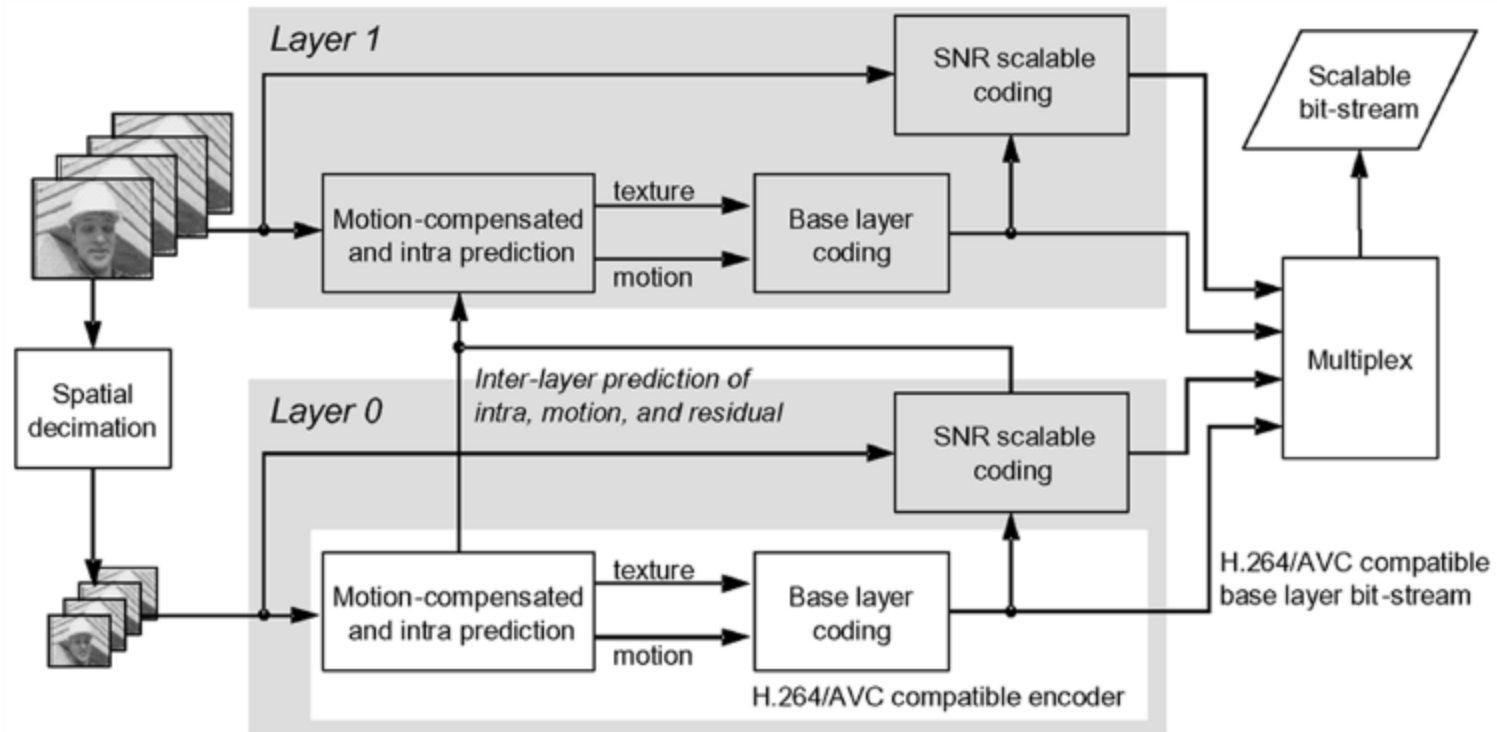 Layer 1
SNR scalable
coding
Scalable
bit-stream
Motion-compensated
and intra prediction
texture
motion
Base layer
coding
Multiplex
Spatial
decimation
Inter-layer prediction of
intra, motion, and residual
Layer 0
SNR scalable
coding
Motion-compensated
and intra prediction
texture
motion
Base layer
coding
H.264/AVC compatible
base layer bit-stream
H.264/AVC compatible encoder